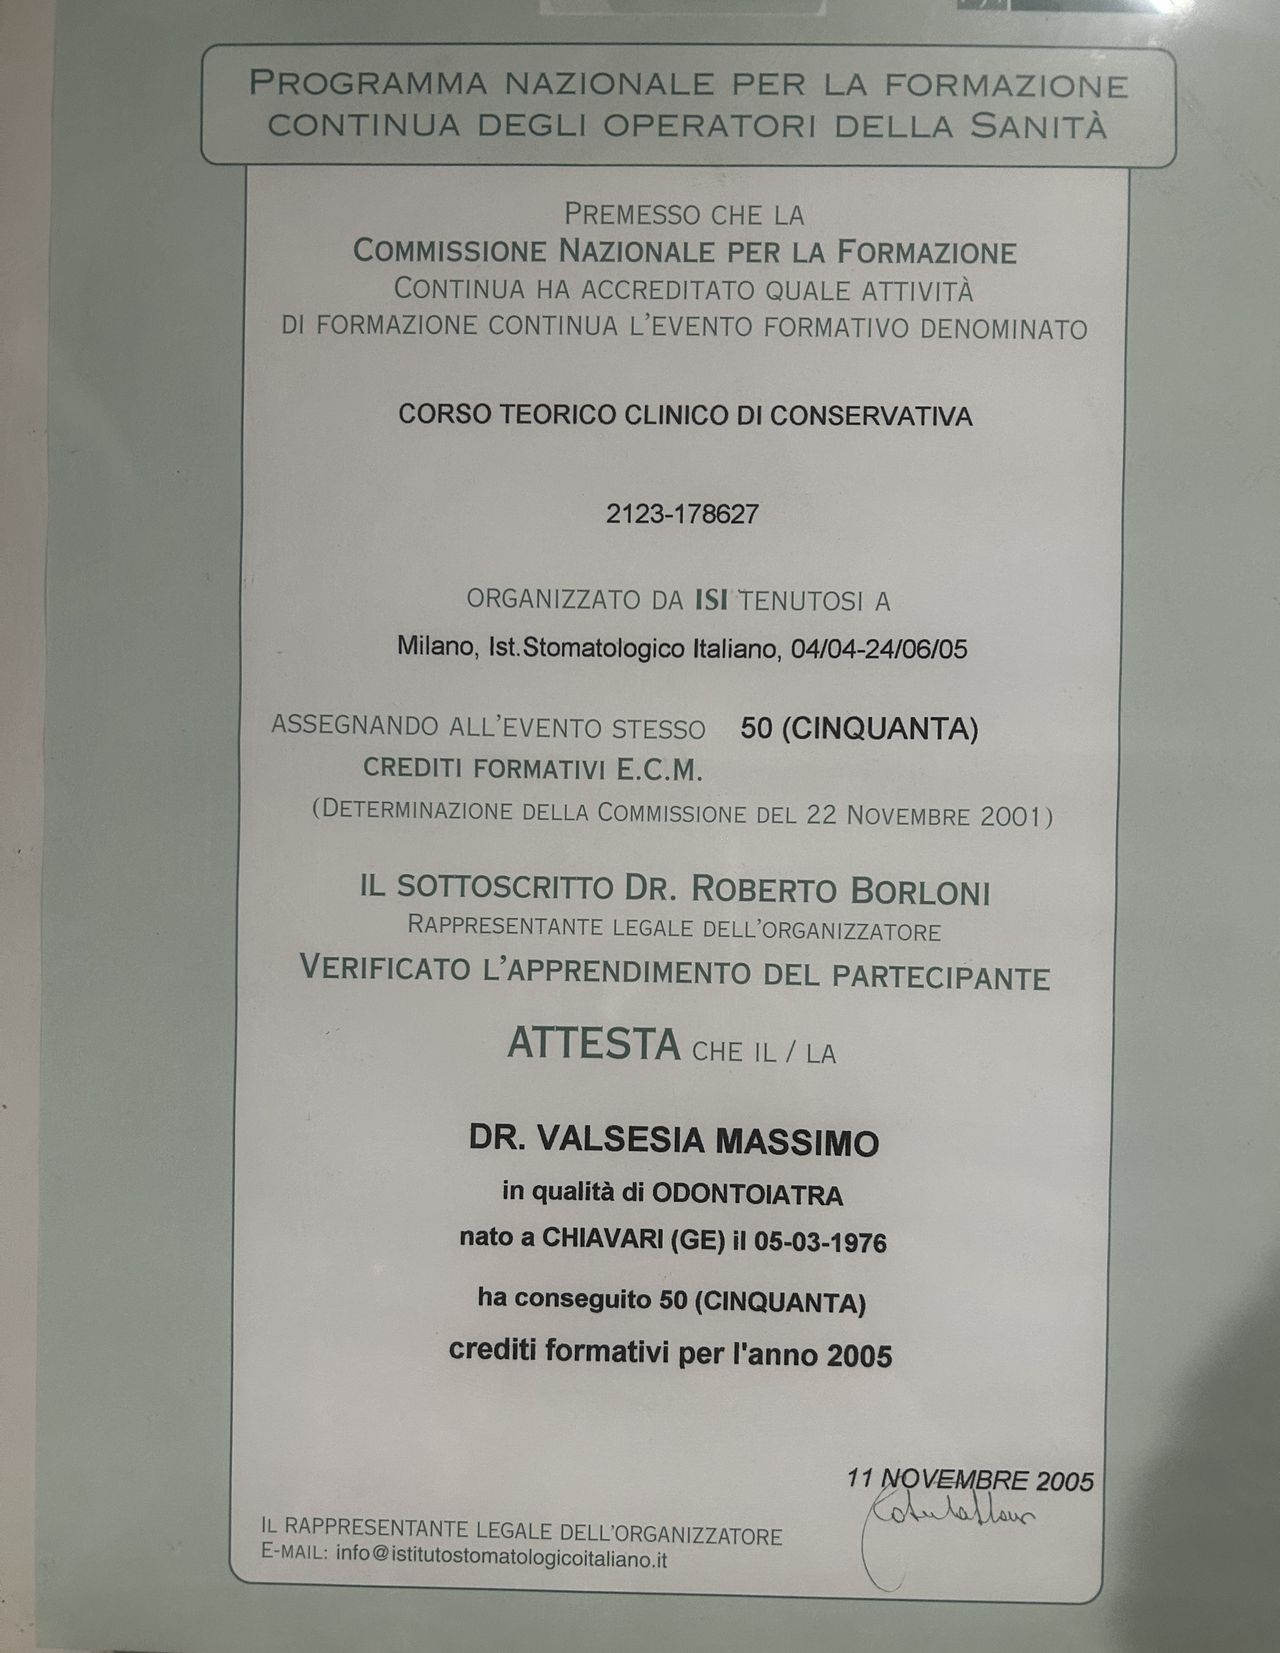 PROGRAMMA NAZIONALE PER LA FORMAZIONE
CONTINUA DEGLI OPERATORI DELLA SANITÀ
PREMESSO CHE LA
COMMISSIONE NAZIONALE PER LA FORMAZIONE
CONTINUA HA ACCREDITATO QUALE ATTIVITÀ
DI FORMAZIONE CONTINUA L'EVENTO FORMATIVO DENOMINATO
CORSO TEORICO CLINICO DI CONSERVATIVA
2123-178627
ORGANIZZATO DA ISI TENUTOSI A
Milano, Ist.Stomatologico Italiano, 04/04-24/06/05
ASSEGNANDO ALL'EVENTO STESSO 50 (CINQUANTA)
CREDITI FORMATIVI E.C.M.
(DETERMINAZIONE DELLA COMMISSIONE DEL 22 NOVEMBRE 2001)
IL SOTTOSCRITTO DR. ROBERTO BORLONI
RAPPRESENTANTE LEGALE DELL'ORGANIZZATORE
VERIFICATO L'APPRENDIMENTO DEL PARTECIPANTE
ATTESTA CHE IL / LA
DR. VALSESIA MASSIMO
in qualità di ODONTOIATRA
nato a CHIAVARI (GE) il 05-03-1976
ha conseguito 50 (CINQUANTA)
crediti formativi per l'anno 2005
11 NOVEMBRE 2005
IL RAPPRESENTANTE LEGALE DELL'ORGANIZZATORE
E-MAIL: info@istitutostomatologicoitaliano.it